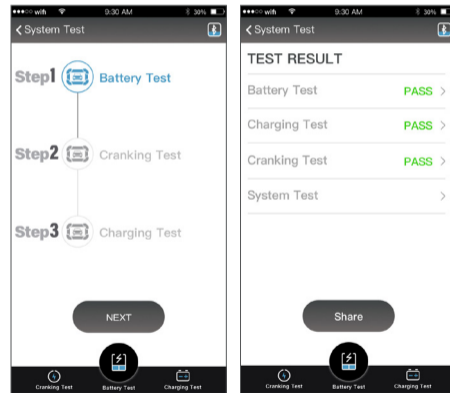 ●●●○○ wifi 9:30 AM 30%
System Test
Step1 Battery Test
Step2 Cranking Test
Step3 Charging Test
NEXT
Cranking Test Battery Test Charging Test
●●●○○ wifi 9:30 AM 30%
System Test
TEST RESULT
Battery Test PASS
Charging Test PASS
Cranking Test PASS
System Test
Share
Cranking Test Battery Test Charging Test